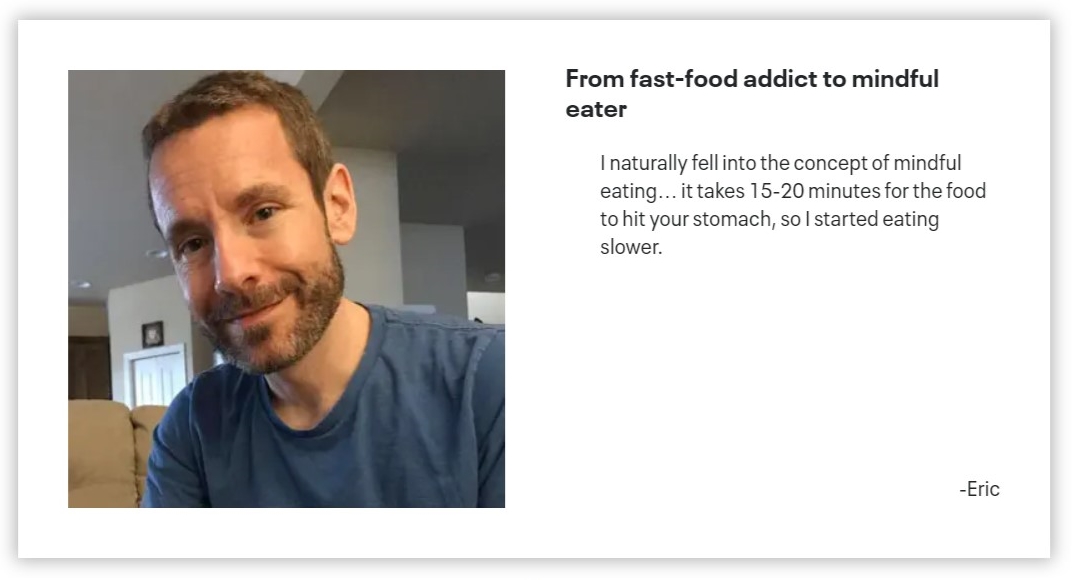 From fast-food addict to mindful
eater
I naturally fell into the concept of mindful
eating… it takes 15-20 minutes for the food
to hit your stomach, so I started eating
slower.
-Eric